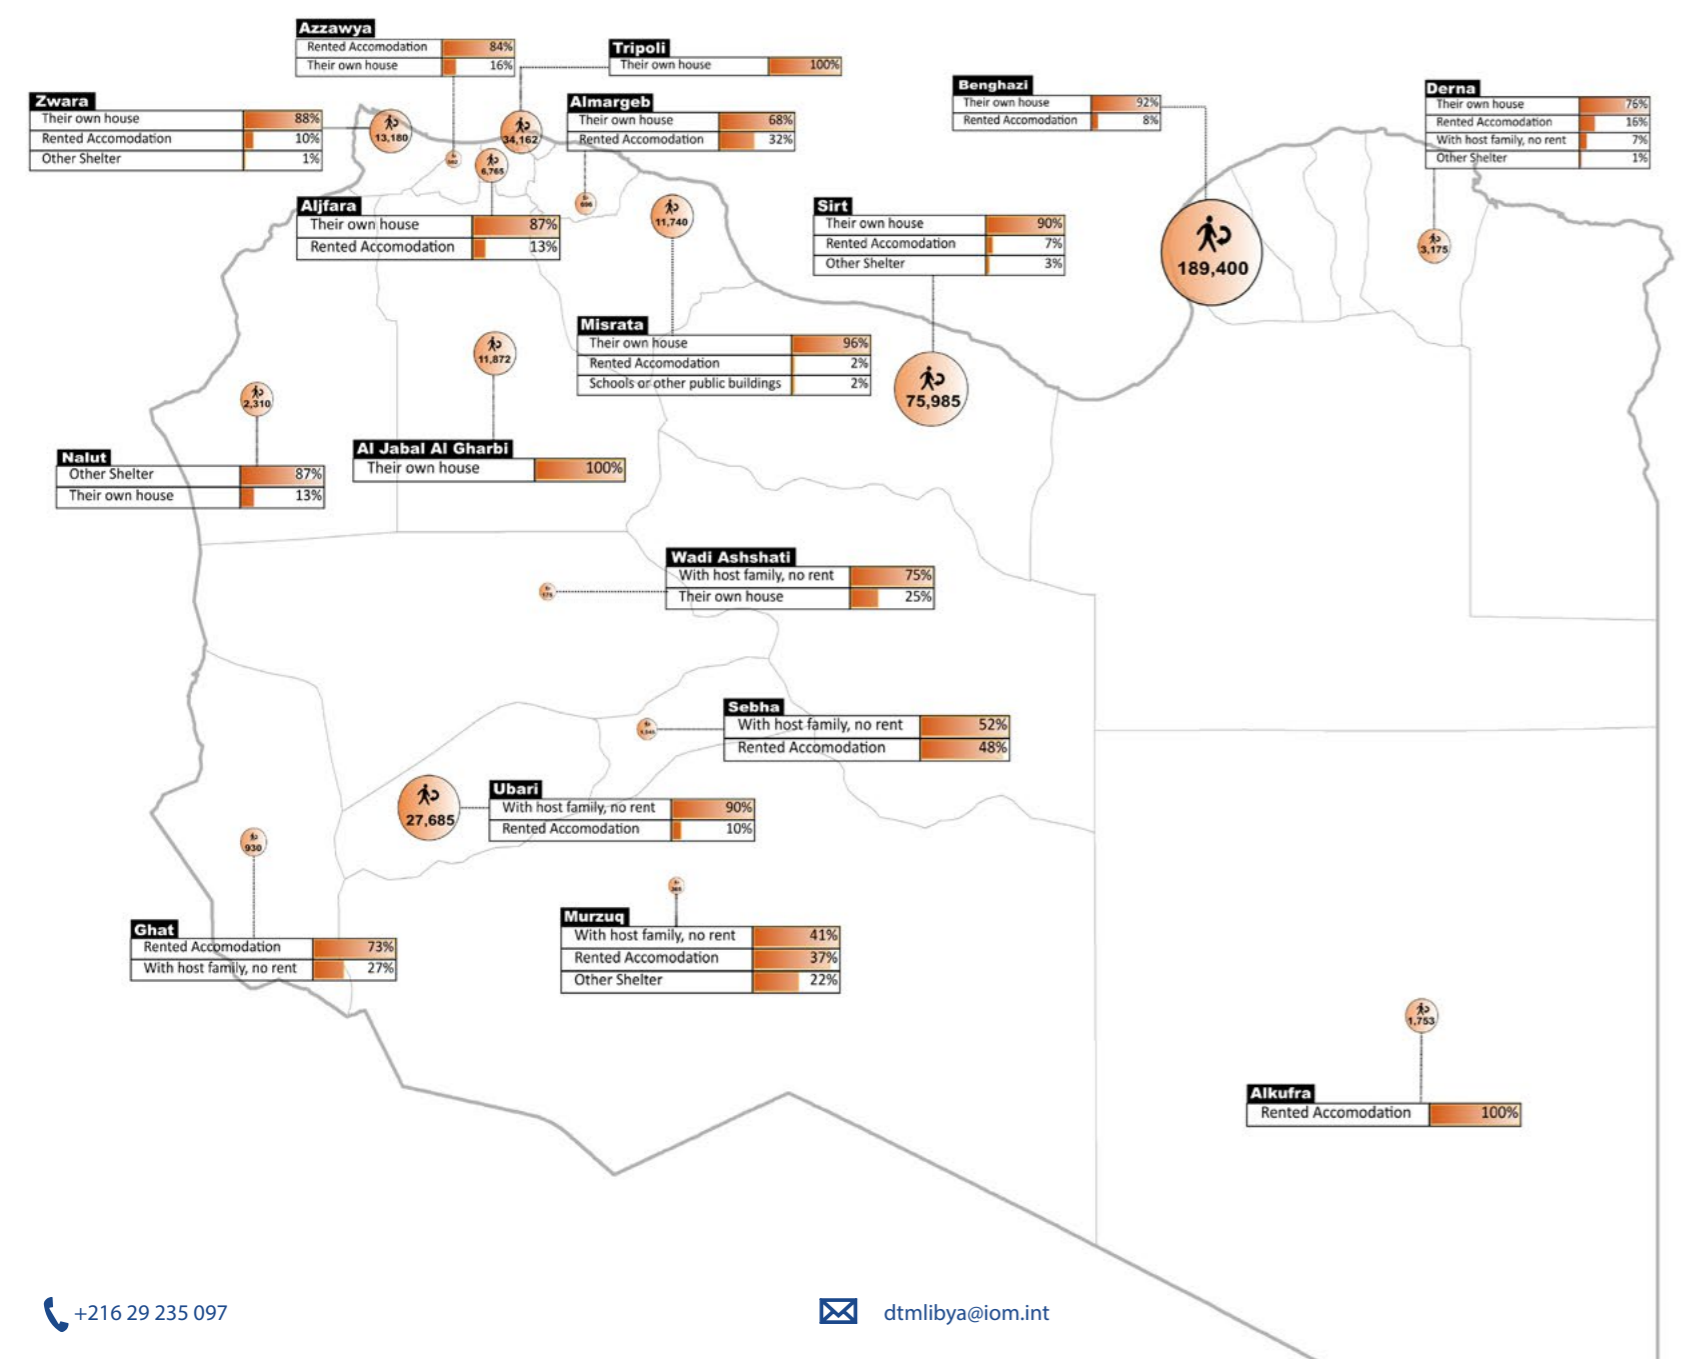 Azzawya
Rented Accomodation 84%
Their own house 16%
Tripoli
Their own house 100%
Zwara
Their own house 88%
Rented Accomodation 10%
Other Shelter 1%
13,180
34,162
6,765
Almargeb
Their own house 68%
Rented Accomodation 32%
Benghazi
Their own house 92%
Rented Accomodation 8%
189,400
Derna
Their own house 76%
Rented Accomodation 16%
With host family, no rent 7%
Other Shelter 1%
3,175
Aljfara
Their own house 87%
Rented Accomodation 13%
11,740
Sirt
Their own house 90%
Rented Accomodation 7%
Other Shelter 3%
75,985
Misrata
Their own house 96%
Rented Accomodation 2%
Schools or other public buildings 2%
11,872
2,310
Nalut
Other Shelter 87%
Their own house 13%
Al Jabal Al Gharbi
Their own house 100%
Wadi Ashshati
With host family, no rent 75%
Their own house 25%
Sebha
With host family, no rent 52%
Rented Accomodation 48%
Ubari
With host family, no rent 90%
Rented Accomodation 10%
27,685
930
Ghat
Rented Accomodation 73%
With host family, no rent 27%
Murzuq
With host family, no rent 41%
Rented Accomodation 37%
Other Shelter 22%
1,753
Alkufra
Rented Accomodation 100%
+216 29 235 097
dtmlibya@iom.int